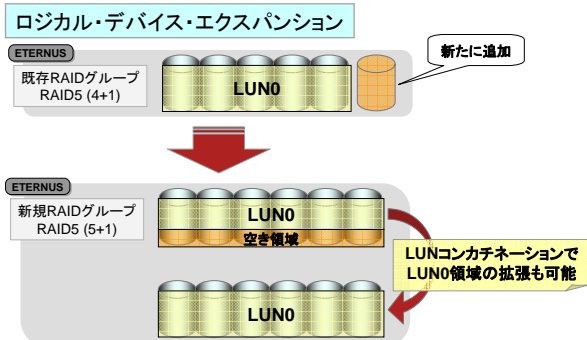 ロジカル・デバイス・エクスパンション
ETERNUS
既存RAIDグループ
RAID5 (4+1)
LUN0
新たに追加
ETERNUS
新規RAIDグループ
RAID5 (5+1)
LUN0
空き領域
LUNコンカチネーションで
LUN0領域の拡張も可能
LUN0